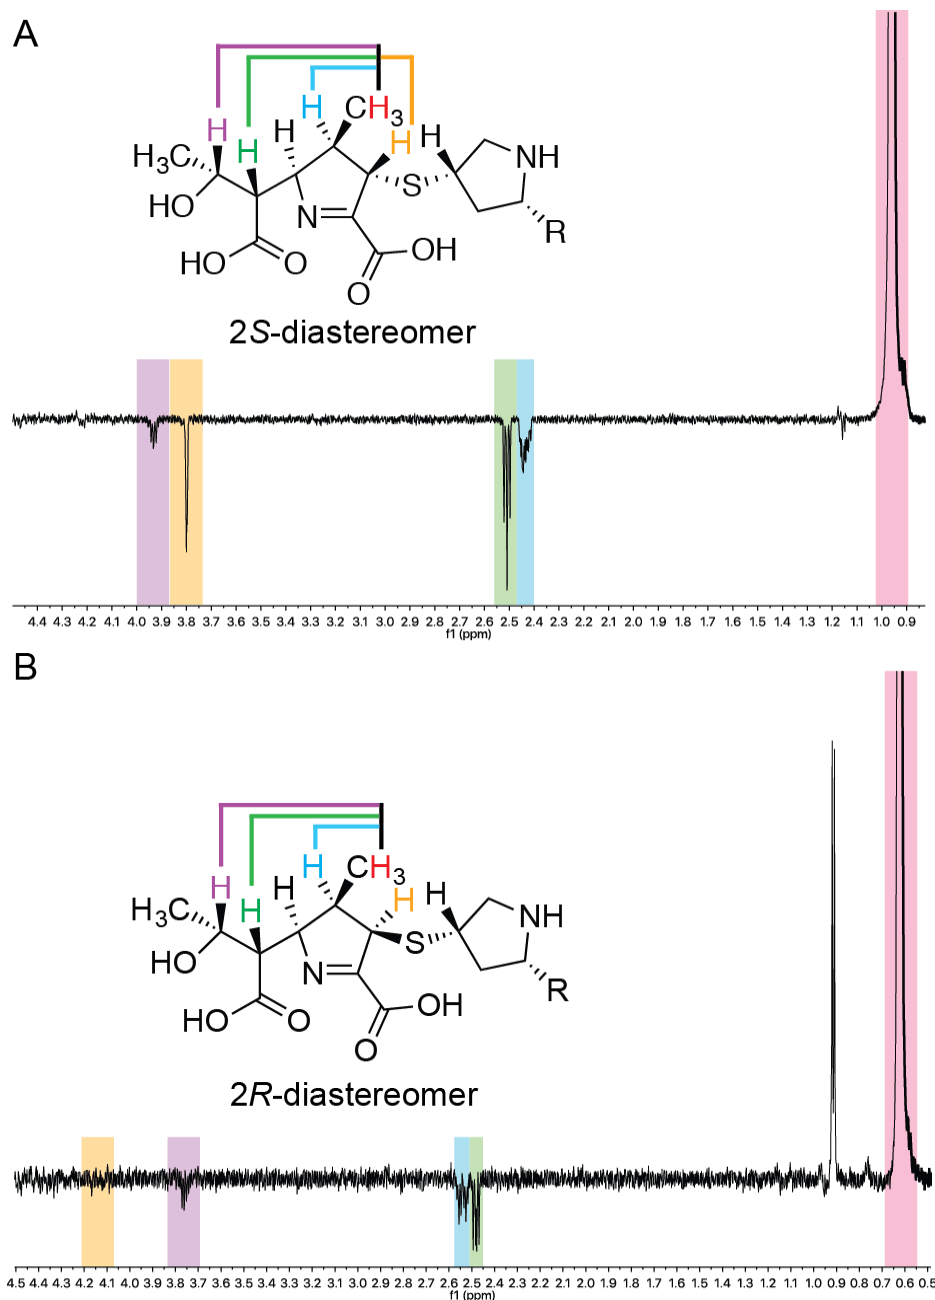 A
H H H CH3 H
H H
H3C H NH
HO N S R
HO O OH
O
2S-diastereomer
4.4 4.3 4.2 4.1 4.0 3.9 3.8 3.7 3.6 3.5 3.4 3.3 3.2 3.1 3.0 2.9 2.8 2.7 2.6 2.5 2.4 2.3 2.2 2.1 2.0 1.9 1.8 1.7 1.6 1.5 1.4 1.3 1.2 1.1 1.0 0.9
f1 (ppm)
B
H H H CH3 H
H H
H3C NH
HO N S R
HO O OH
O
2R-diastereomer
4.5 4.4 4.3 4.2 4.1 4.0 3.9 3.8 3.7 3.6 3.5 3.4 3.3 3.2 3.1 3.0 2.9 2.8 2.7 2.6 2.5 2.4 2.3 2.2 2.1 2.0 1.9 1.8 1.7 1.6 1.5 1.4 1.3 1.2 1.1 1.0 0.9 0.8 0.7 0.6 0.5
f1 (ppm)